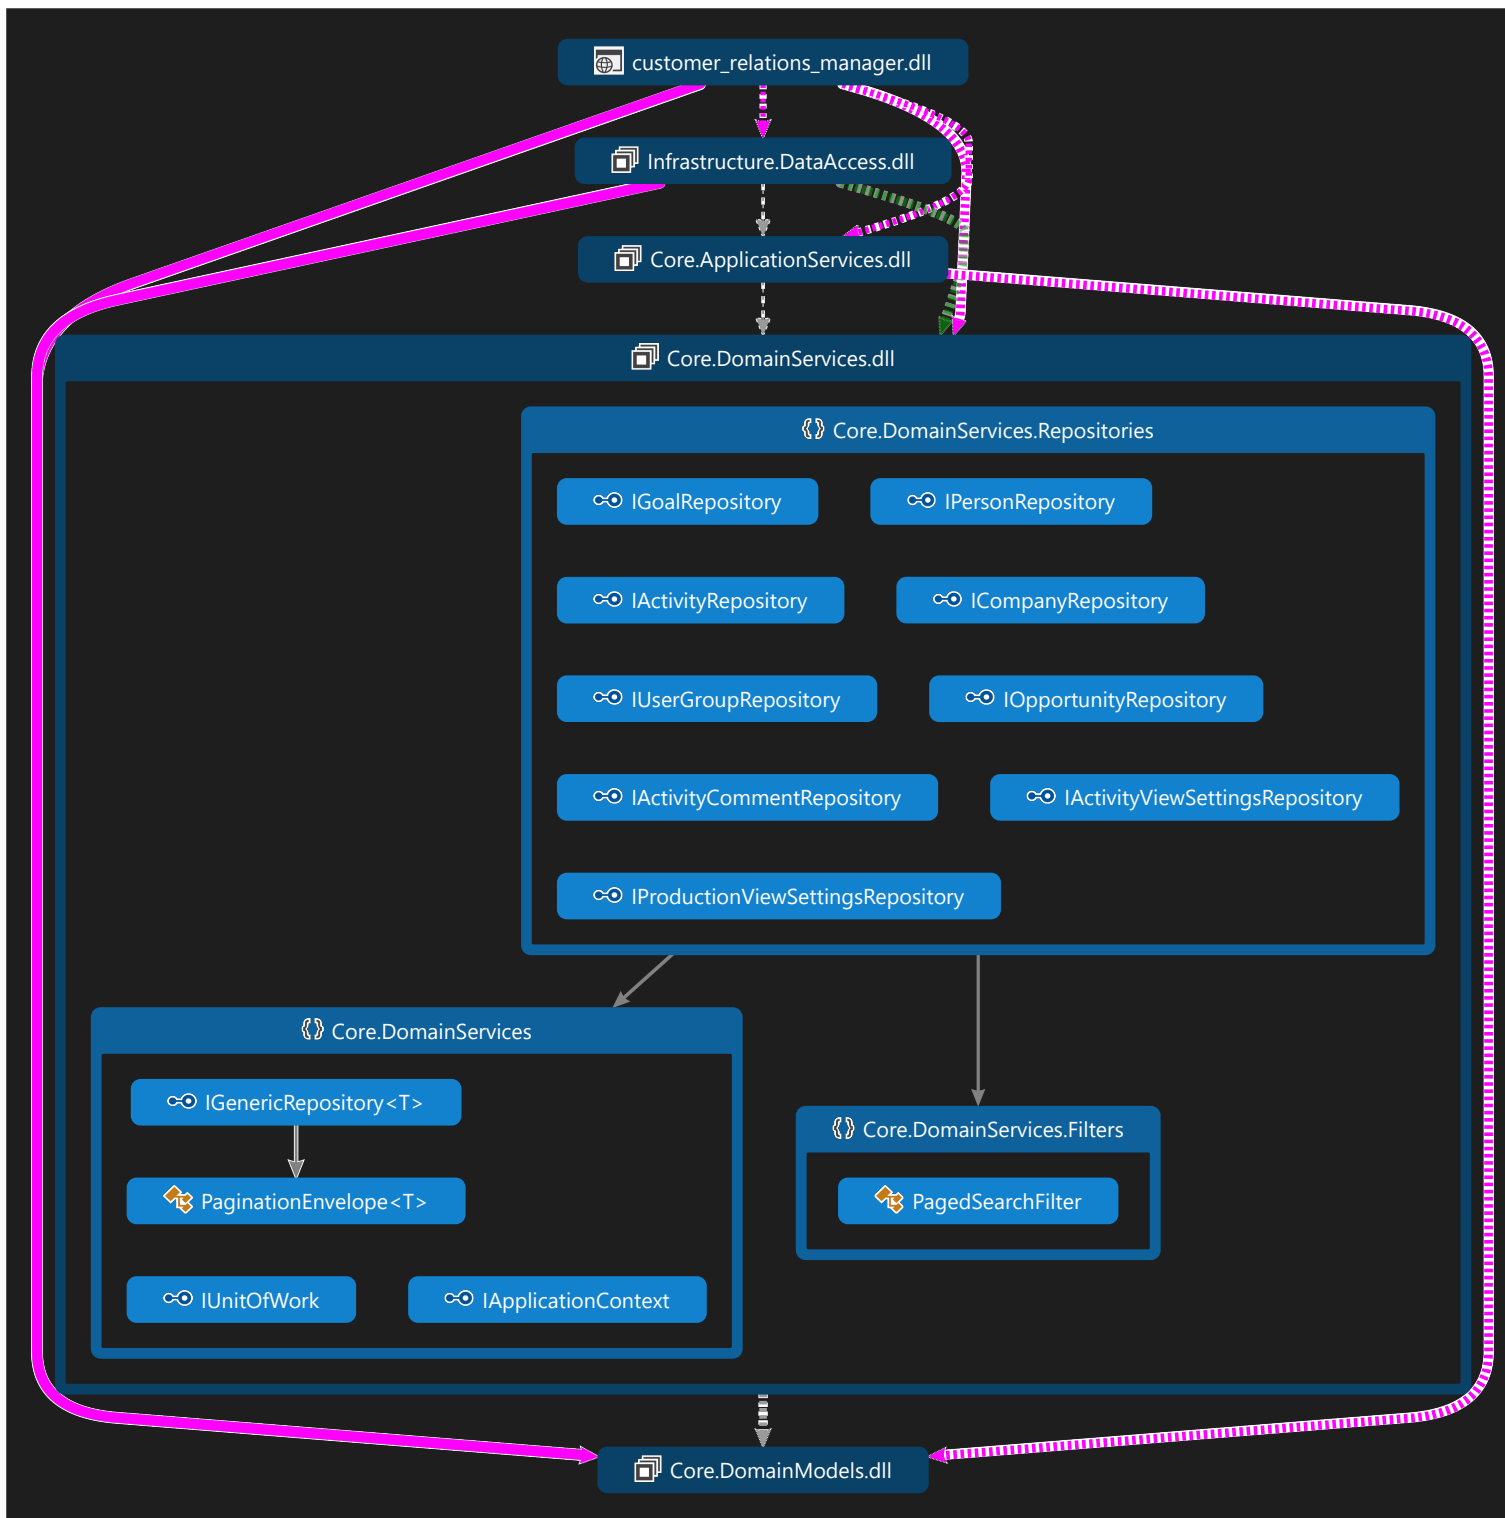 customer_relations_manager.dll
Infrastructure.DataAccess.dll
Core.ApplicationServices.dll
Core.DomainServices.dll
Core.DomainServices.Repositories
IGoalRepository
IPersonRepository
IActivityRepository
ICompanyRepository
IUserGroupRepository
IOpportunityRepository
IActivityCommentRepository
IActivityViewSettingsRepository
IProductionViewSettingsRepository
Core.DomainServices
IGenericRepository<T>
PaginationEnvelope<T>
IUnitOfWork
IApplicationContext
Core.DomainServices.Filters
PagedSearchFilter
Core.DomainModels.dll